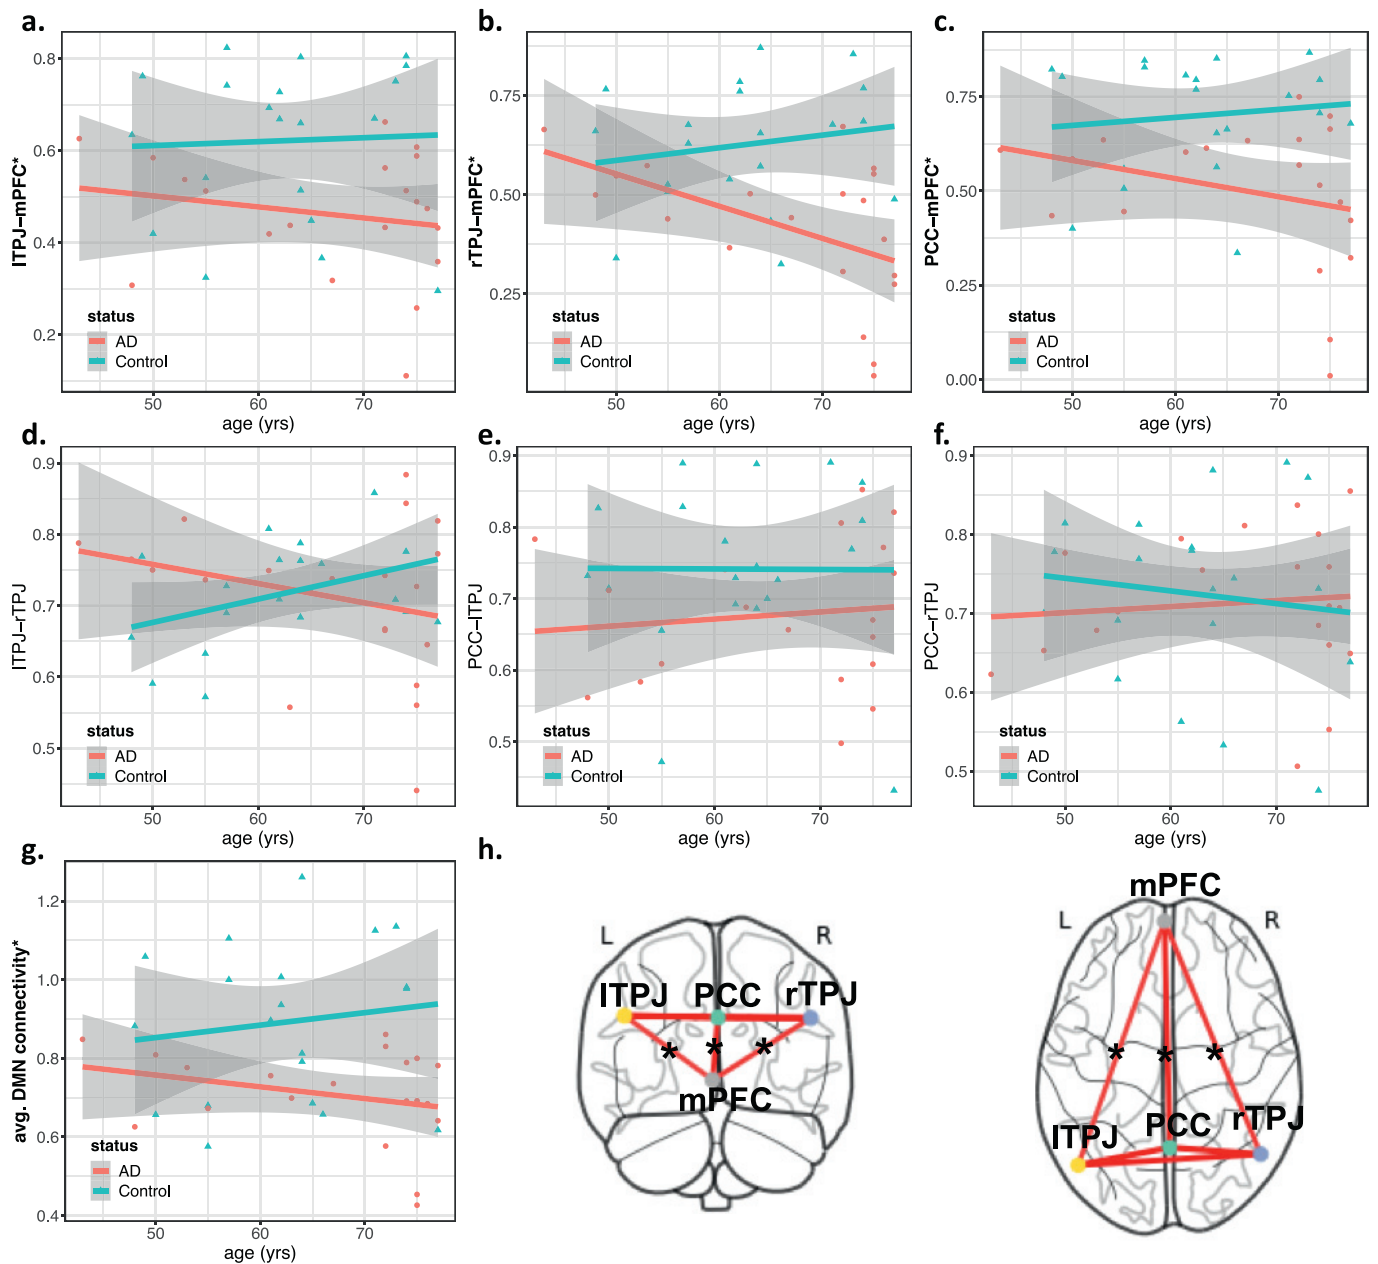 a.
lTPJ−mPFC*
0.8
0.6
0.4
0.2
status
AD
Control
50
60
70
age (yrs)
b.
rTPJ−mPFC*
0.75
0.50
0.25
status
AD
Control
50
60
70
age (yrs)
c.
PCC−mPFC*
0.75
0.50
0.25
0.00
status
AD
Control
50
60
70
age (yrs)
d.
lTPJ−rTPJ
0.9
0.8
0.7
0.6
0.5
status
AD
Control
50
60
70
age (yrs)
e.
PCC−lTPJ
0.9
0.8
0.7
0.6
0.5
status
AD
Control
50
60
70
age (yrs)
f.
PCC−rTPJ
0.9
0.8
0.7
0.6
0.5
status
AD
Control
50
60
70
age (yrs)
g.
avg. DMN connectivity*
1.2
1.0
0.8
0.6
0.4
status
AD
Control
50
60
70
age (yrs)
h.
L
R
lTPJ PCC rTPJ
* * *
mPFC
mPFC
L
R
* * *
lTPJ PCC rTPJ